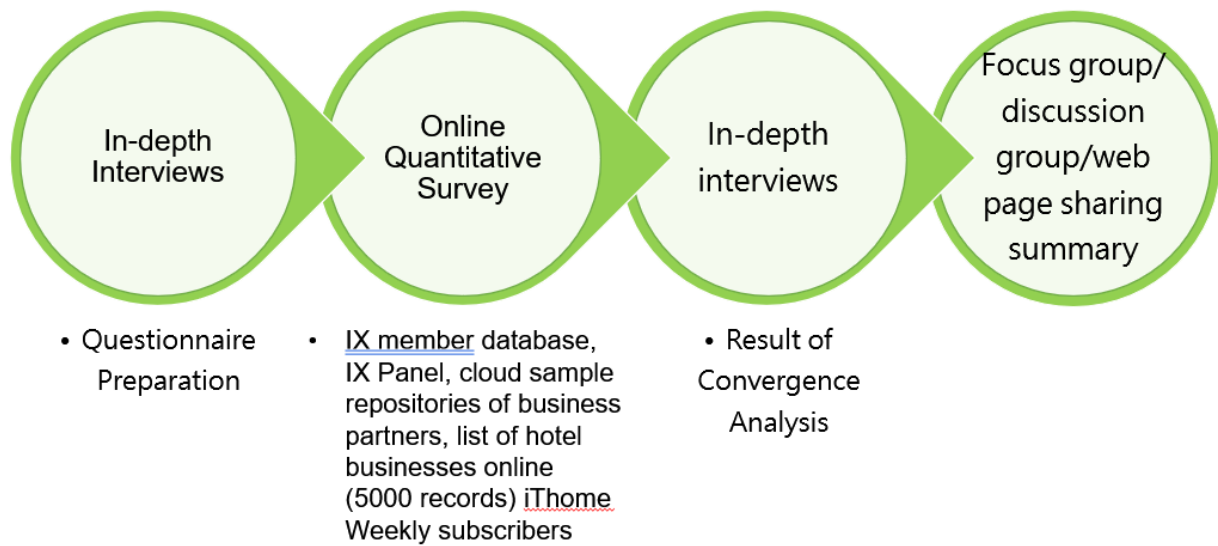 In-depth
Interviews
Online
Quantitative
Survey
In-depth
interviews
Focus group/
discussion
group/web
page sharing
summary
• Questionnaire
Preparation
• IX member database,
IX Panel, cloud sample
repositories of business
partners, list of hotel
businesses online
(5000 records) iThome
Weekly subscribers
• Result of
Convergence
Analysis